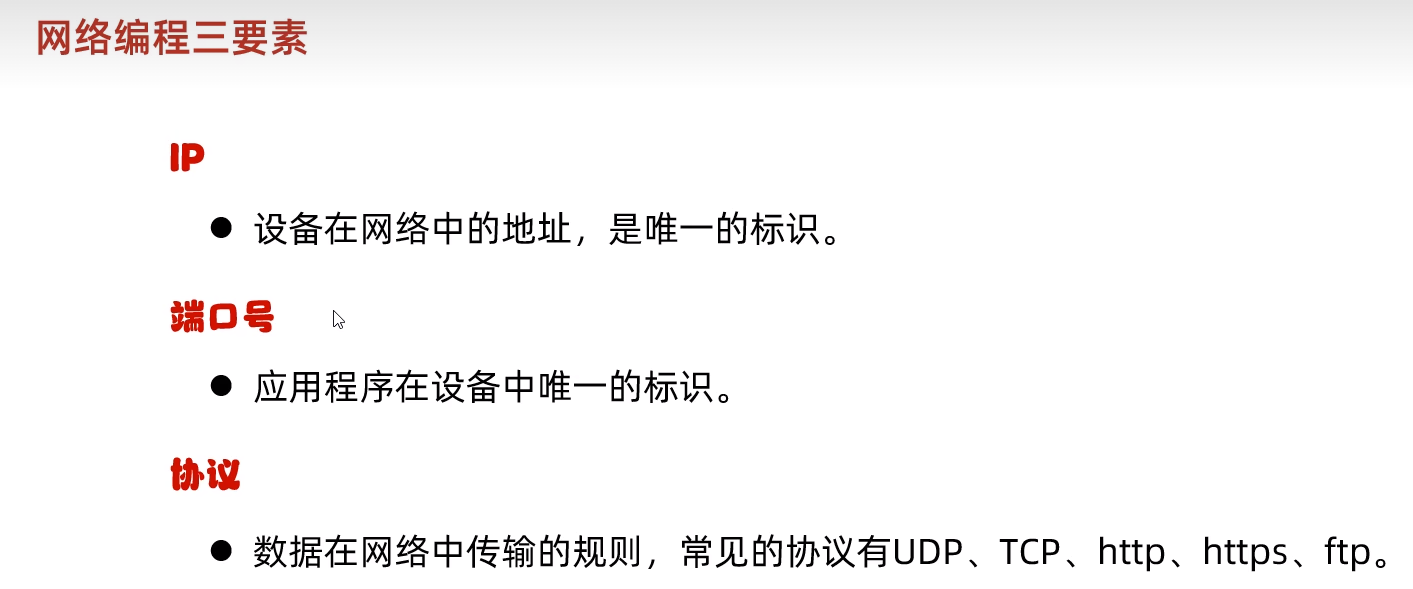 网络编程三要素
IP
● 设备在网络中的地址，是唯一的标识。
端口号
● 应用程序在设备中唯一的标识。
协议
● 数据在网络中传输的规则，常见的协议有UDP、TCP、http、https、ftp。